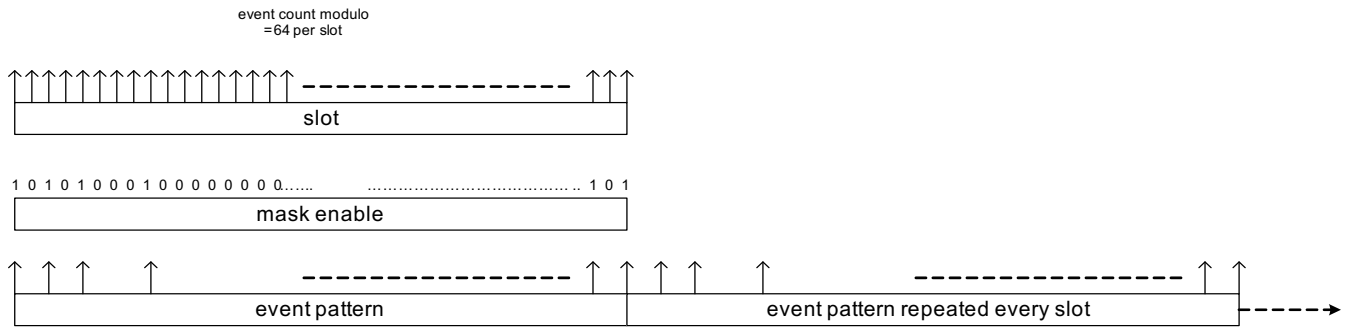 event count modulo
=64 per slot
slot
1 0 1 0 1 0 0 0 1 0 0 0 0 0 0 0 0....... ....................................... .. 1 0 1
mask enable
event pattern event pattern repeated every slot